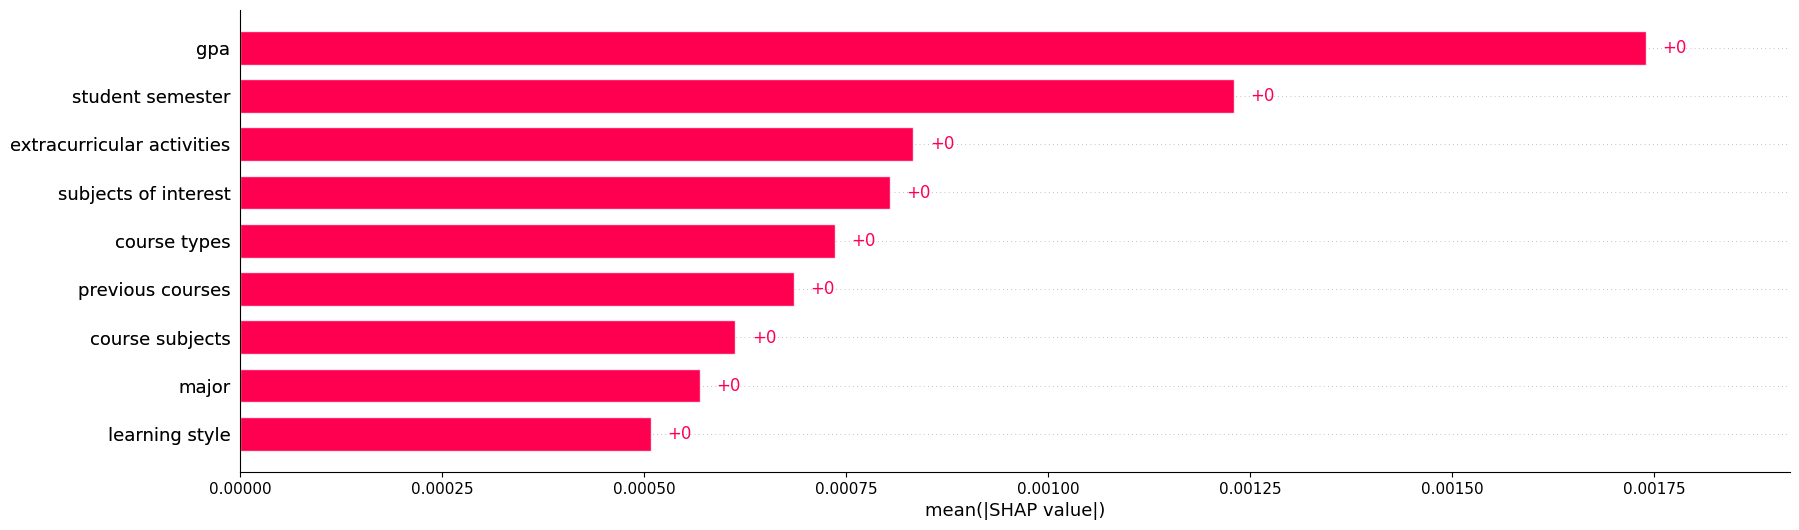 gpa +0
student semester +0
extracurricular activities +0
subjects of interest +0
course types +0
previous courses +0
course subjects +0
major +0
learning style +0
0.00000 0.00025 0.00050 0.00075 0.00100 0.00125 0.00150 0.00175
mean(|SHAP value|)